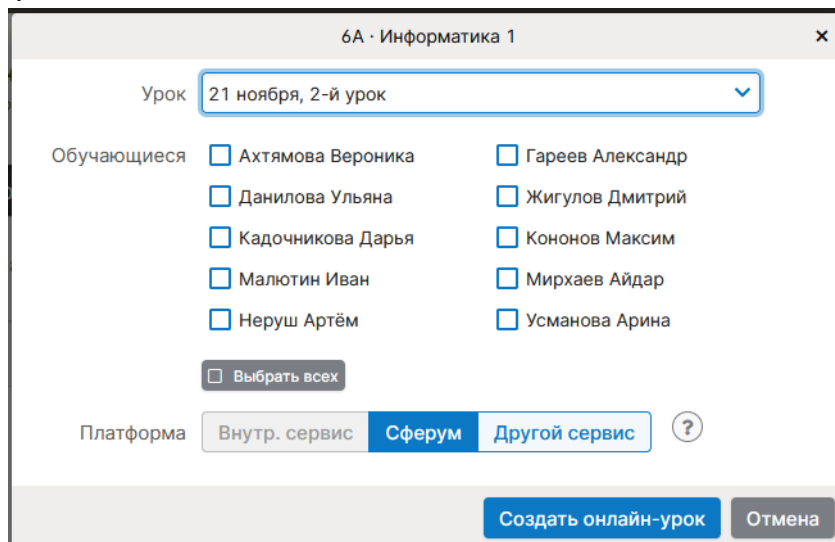 6А · Информатика 1 ×
Урок 21 ноября, 2-й урок
Обучающиеся Ахтямова Вероника Гареев Александр
Данилова Ульяна Жигулов Дмитрий
Кадочникова Дарья Кононов Максим
Малютин Иван Мирхаев Айдар
Неруш Артём Усманова Арина
Выбрать всех
Платформа Внутр. сервис Сферум Другой сервис ?
Создать онлайн-урок Отмена